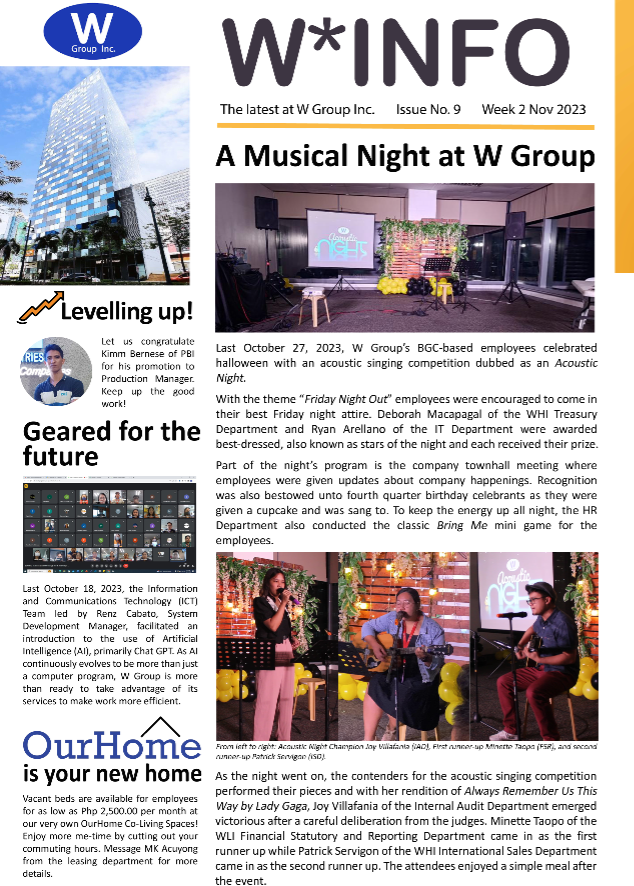 W
Group Inc.
W*INFO
The latest at W Group Inc. Issue No. 9 Week 2 Nov 2023
Levelling up!
RIES
Let us congratulate
Kimm Bernese of PBI
for his promotion to
Production Manager.
Keep up the good
work!
Geared for the
future
Last October 18, 2023, the Information
and Communications Technology (ICT)
Team led by Renz Cabato, System
Development Manager, facilitated an
introduction to the use of Artificial
Intelligence (AI), primarily Chat GPT. As AI
continuously evolves to be more than just
a computer program, W Group is more
than ready to take advantage of its
services to make work more efficient.
OurHome
is your new home
Vacant beds are available for employees
for as low as Php 2,500.00 per month at
our very own OurHome Co-Living Spaces!
Enjoy more me-time by cutting out your
commuting hours. Message MK Acuyong
from the leasing department for more
details.
A Musical Night at W Group
Acoustic
NIGHT
Last October 27, 2023, W Group's BGC-based employees celebrated
halloween with an acoustic singing competition dubbed as an Acoustic
Night.
With the theme "Friday Night Out" employees were encouraged to come in
their best Friday night attire. Deborah Macapagal of the WHI Treasury
Department and Ryan Arellano of the IT Department were awarded
best-dressed, also known as stars of the night and each received their prize.
Part of the night's program is the company townhall meeting where
employees were given updates about company happenings. Recognition
was also bestowed unto fourth quarter birthday celebrants as they were
given a cupcake and was sang to. To keep the energy up all night, the HR
Department also conducted the classic Bring Me mini game for the
employees.
Acoustic
From left to right: Acoustic Night Champion Joy Villafania (IAD), First runner-up Minette Taopo (FSR), and second
runner-up Patrick Servigon (ISD).
As the night went on, the contenders for the acoustic singing competition
performed their pieces and with her rendition of Always Remember Us This
Way by Lady Gaga, Joy Villafania of the Internal Audit Department emerged
victorious after a careful deliberation from the judges. Minette Taopo of the
WLI Financial Statutory and Reporting Department came in as the first
runner up while Patrick Servigon of the WHI International Sales Department
came in as the second runner up. The attendees enjoyed a simple meal after
the event.